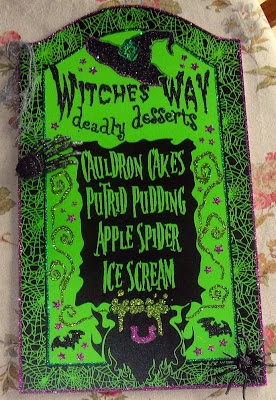 Witches Way
deadly desserts
Cauldron Cakes
Putrid Pudding
Apple Spider
Ice Scream